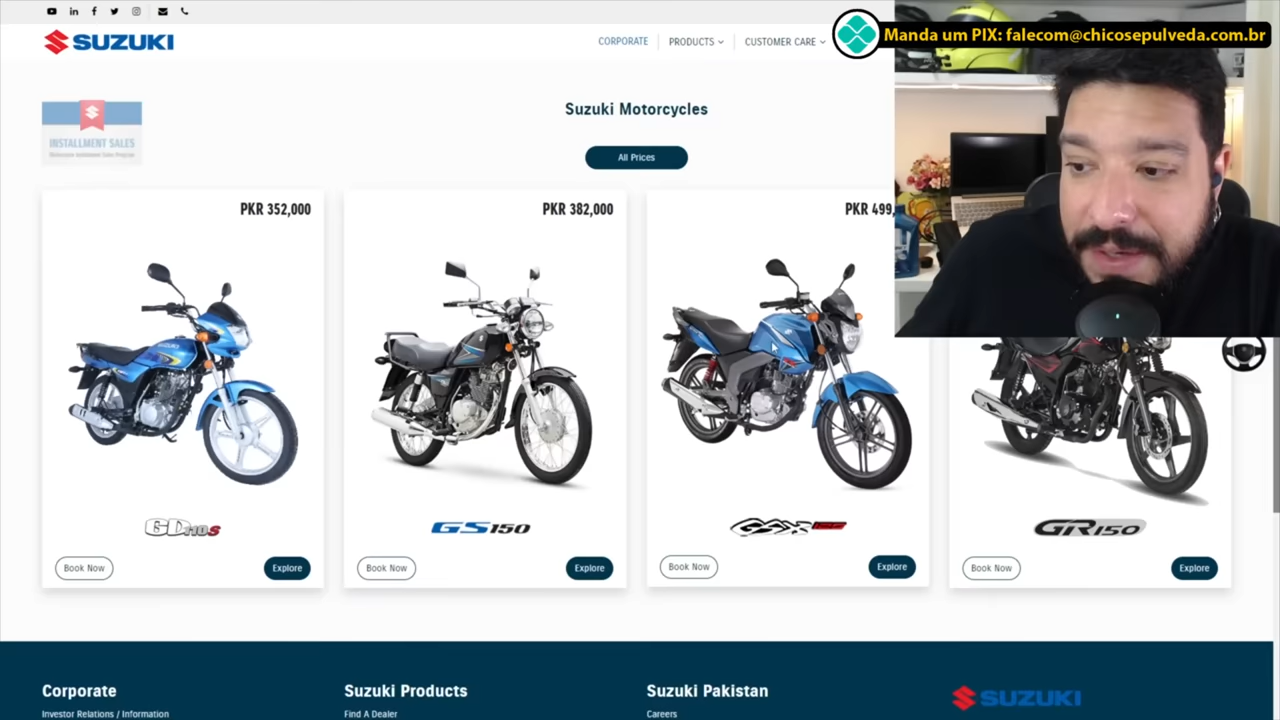 SUZUKI
CORPORATE
PRODUCTS
CUSTOMER CARE
Manda um PIX: falecom@chicosepulveda.com.br
INSTALLMENT SALES
Suzuki Motorcycles
All Prices
PKR 352,000
PKR 382,000
PKR 499,
GD110S
GS150
GSX
GR150
Book Now
Explore
Book Now
Explore
Book Now
Explore
Book Now
Explore
Corporate
Suzuki Products
Suzuki Pakistan
SUZUKI
Investor Relations / Information
Find A Dealer
Careers